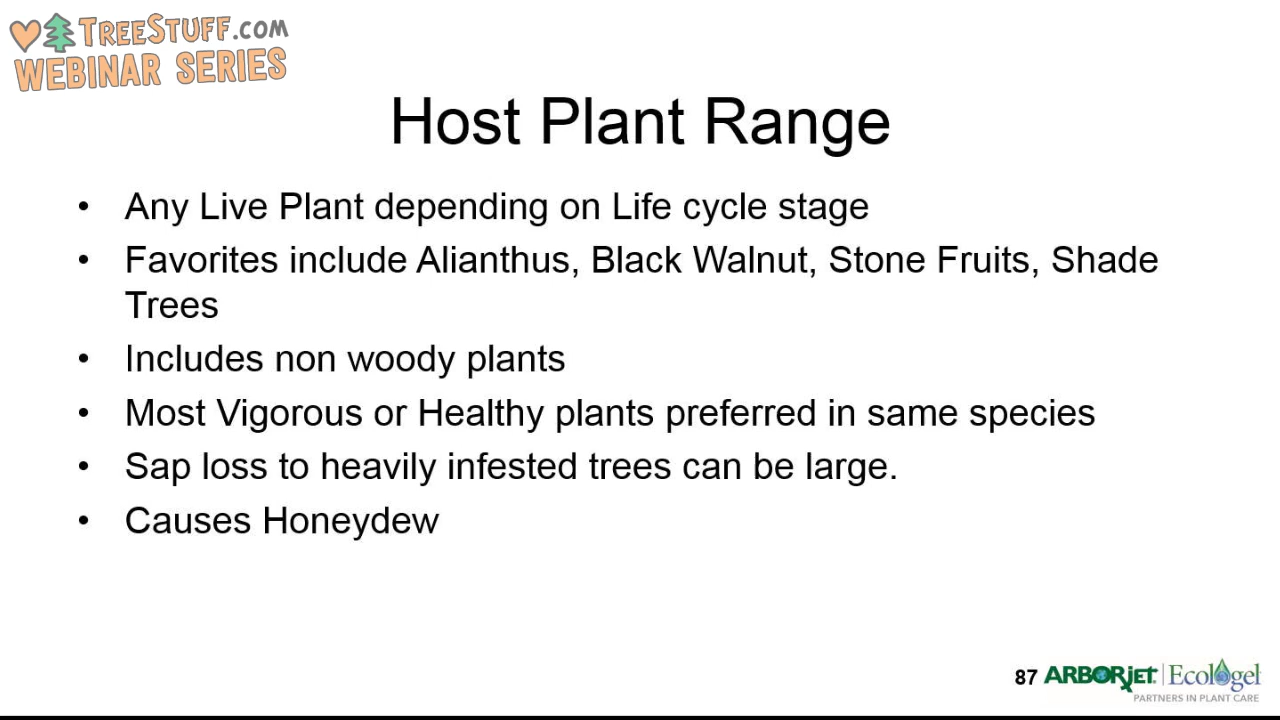 TREESTUFF.COM
WEBINAR SERIES
Host Plant Range
• Any Live Plant depending on Life cycle stage
• Favorites include Alianthus, Black Walnut, Stone Fruits, Shade
Trees
• Includes non woody plants
• Most Vigorous or Healthy plants preferred in same species
• Sap loss to heavily infested trees can be large.
• Causes Honeydew
87 ARBORjET | Ecologel
PARTNERS IN PLANT CARE